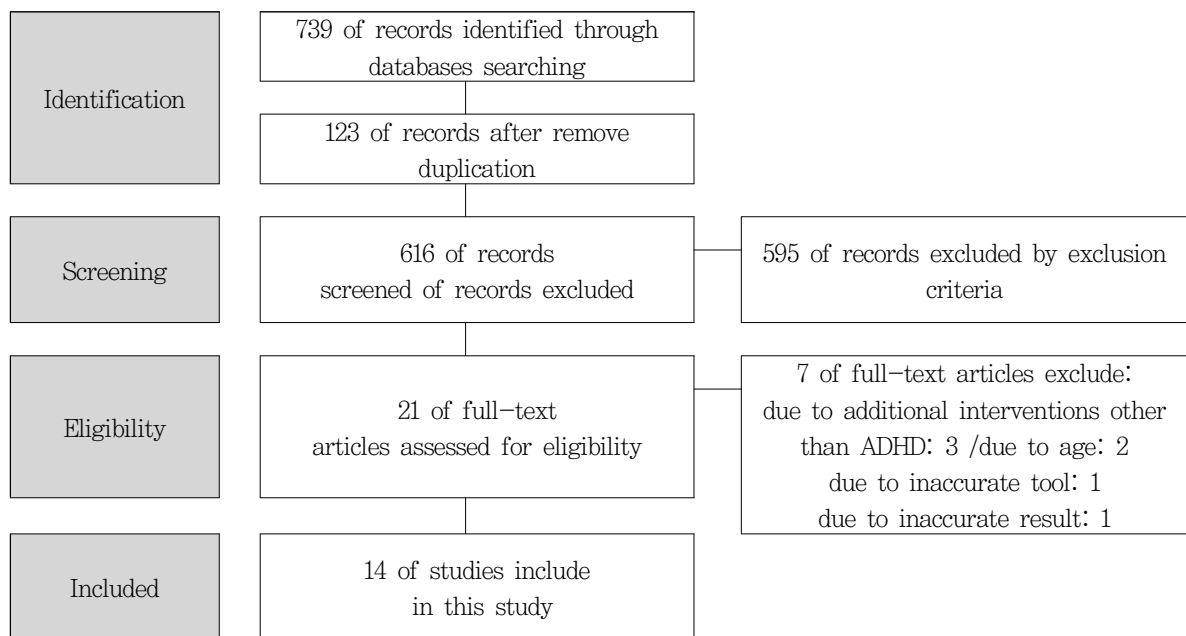 739 of records identified through
databases searching
Identification
123 of records after remove
duplication
616 of records
screened of records excluded
595 of records excluded by exclusion
criteria
Screening
21 of full-text
articles assessed for eligibility
7 of full-text articles exclude:
due to additional interventions other
than ADHD: 3 /due to age: 2
due to inaccurate tool: 1
due to inaccurate result: 1
Eligibility
14 of studies include
in this study
Included